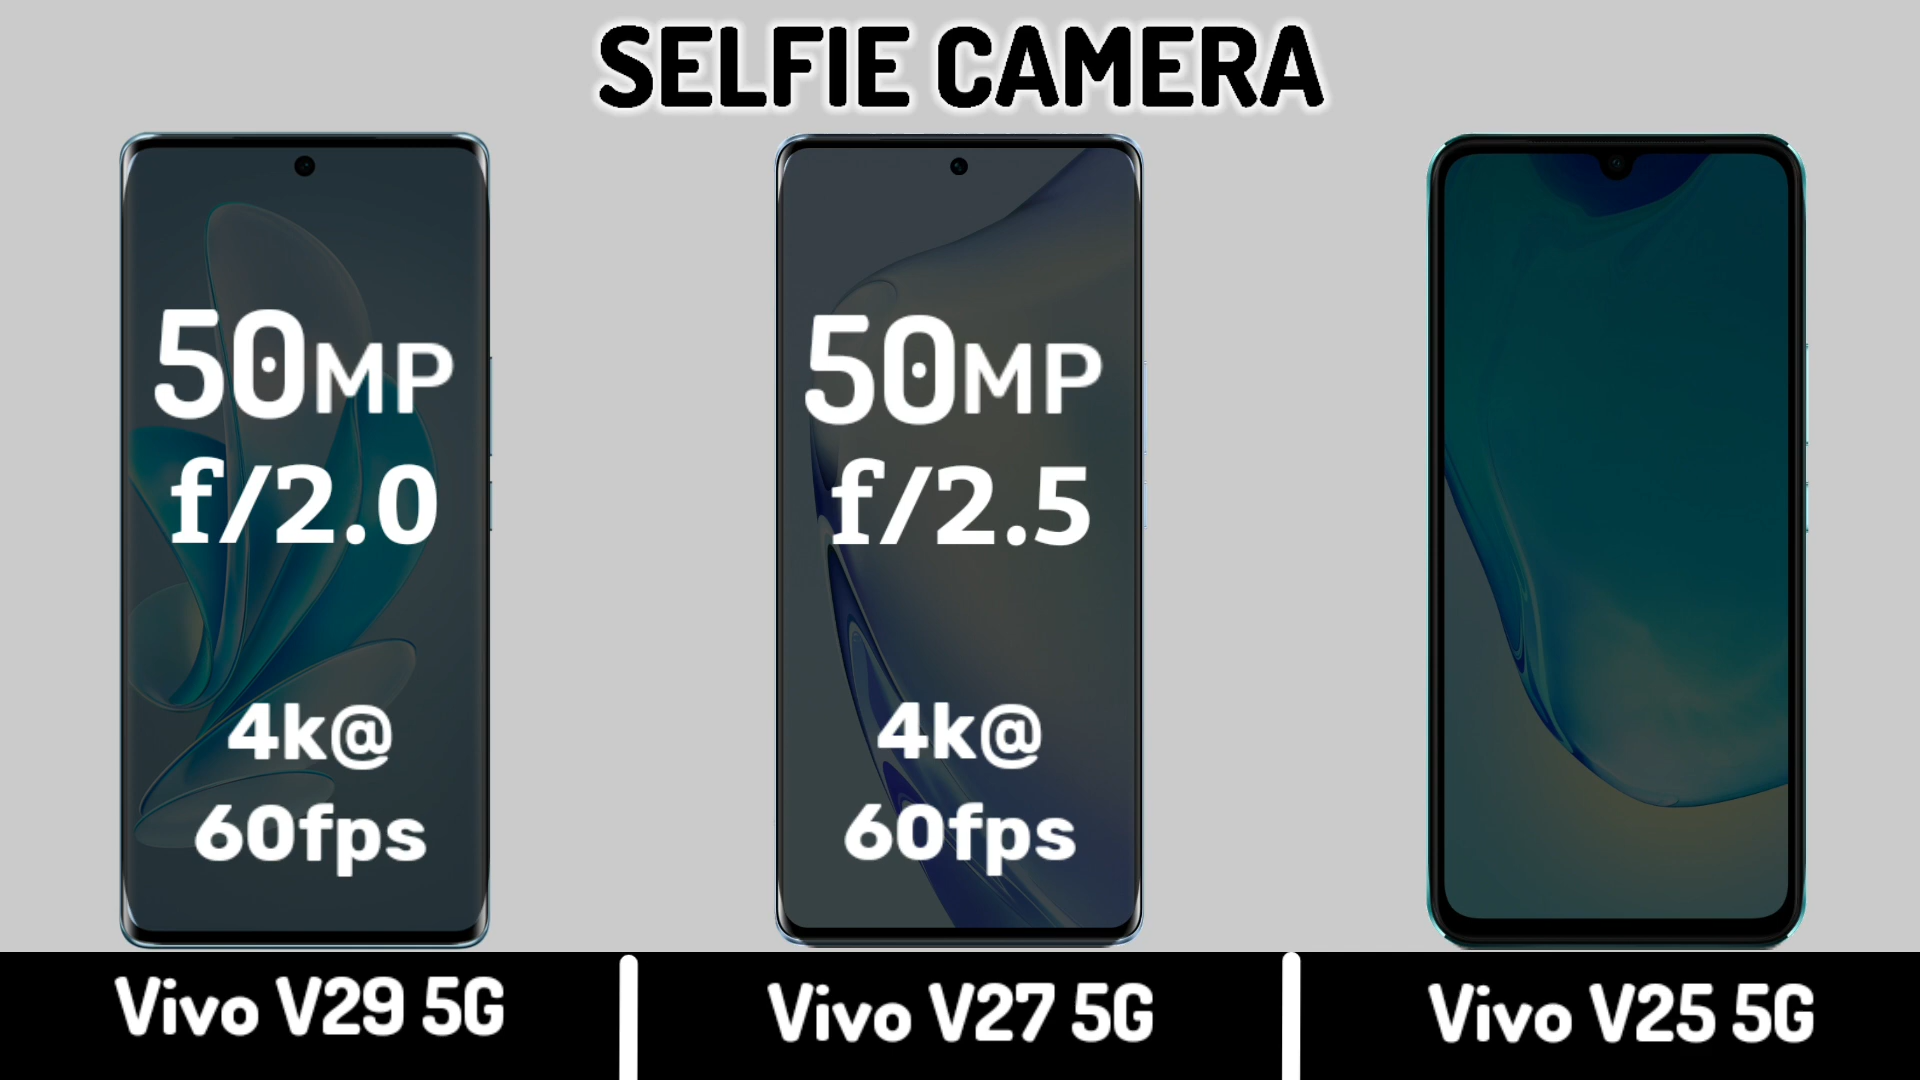 SELFIE CAMERA
50MP
f/2.0
4k@
60fps
50MP
f/2.5
4k@
60fps
Vivo V29 5G
Vivo V27 5G
Vivo V25 5G